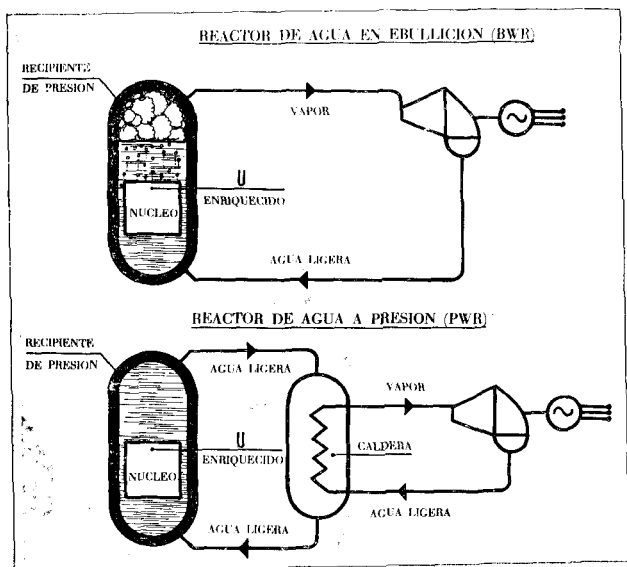 REACTOR DE AGUA EN EBULLICION (BWR)
RECIPIENTE
DE PRESION
VAPOR
U
ENRIQUECIDO
NUCLEO
AGUA LIGERA
REACTOR DE AGUA A PRESION (PWR)
RECIPIENTE
DE PRESION
AGUA LIGERA
VAPOR
U
ENRIQUECIDO
CALDERA
NUCLEO
AGUA LIGERA
AGUA LIGERA